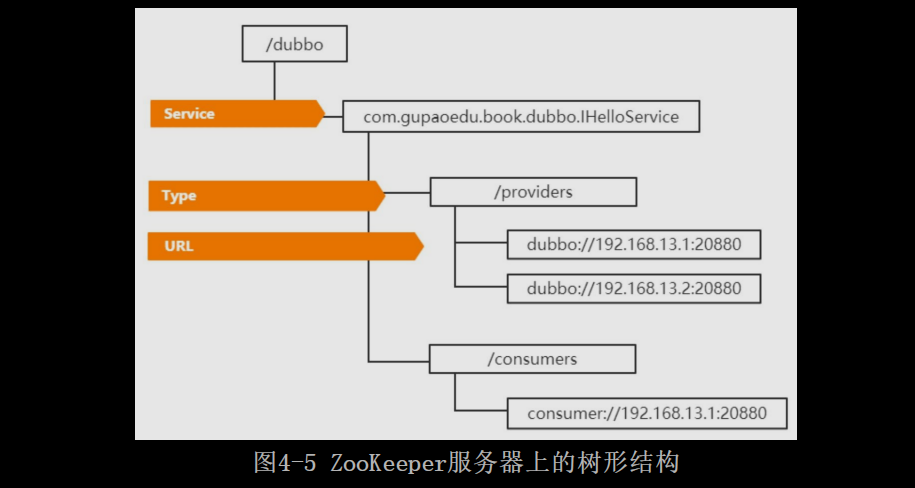 /dubbo
Service
com.gupaoedu.book.dubbo.IHelloService
Type
/providers
URL
dubbo://192.168.13.1:20880
dubbo://192.168.13.2:20880
/consumers
consumer://192.168.13.1:20880
图4-5 ZooKeeper服务器上的树形结构